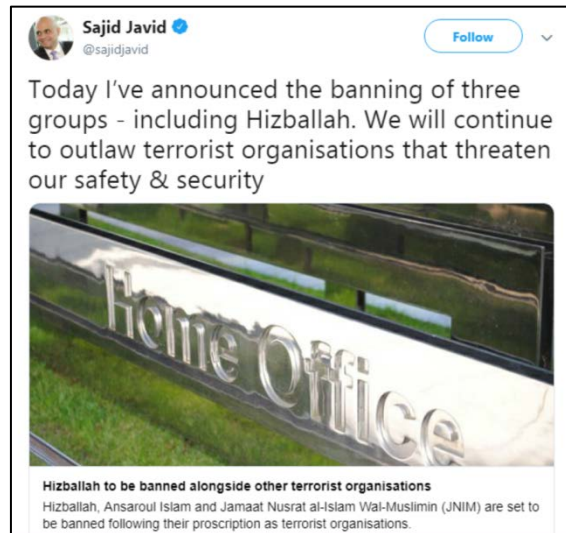 Sajid Javid
@sajidjavid
Follow
Today I've announced the banning of three
groups - including Hizballah. We will continue
to outlaw terrorist organisations that threaten
our safety & security
Home Office
Hizballah to be banned alongside other terrorist organisations
Hizballah, Ansaroul Islam and Jamaat Nusrat al-Islam Wal-Muslimin (JNIM) are set to
be banned following their proscription as terrorist organisations.